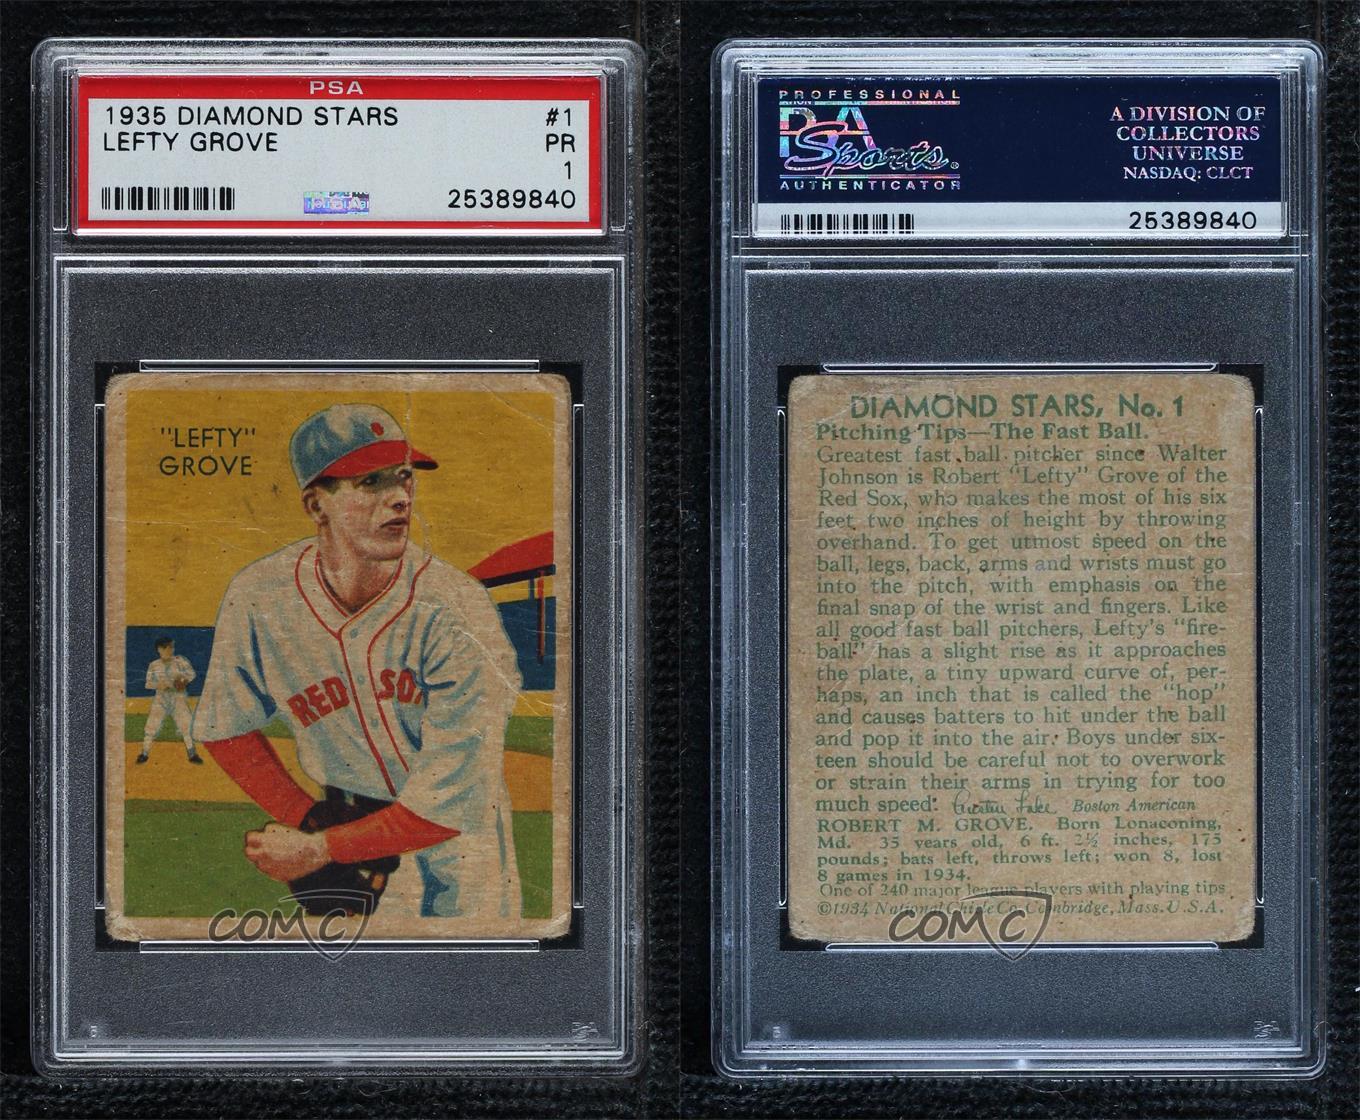 PSA
1935 DIAMOND STARS #1
LEFTY GROVE PR
1
25389840
"LEFTY"
GROVE
RED SOX
COMC
PROFESSIONAL
PSA
Sports
AUTHENTICATOR
A DIVISION OF
COLLECTORS
UNIVERSE
NASDAQ: CLCT
25389840
DIAMOND STARS, No. 1
Pitching Tips—The Fast Ball.
Greatest fast ball pitcher since Walter
Johnson is Robert "Lefty" Grove of the
Red Sox, who makes the most of his six
feet two inches of height by throwing
overhand. To get utmost speed on the
ball, legs, back, arms and wrists must go
into the pitch, with emphasis on the
final snap of the wrist and fingers. Like
all good fast ball pitchers, Lefty's "fire-
ball" has a slight rise as it approaches
the plate, a tiny upward curve of, per-
haps, an inch that is called the "hop"
and causes batters to hit under the ball
and pop it into the air. Boys under six-
teen should be careful not to overwork
or strain their arms in trying for too
much speed. Austen Lake Boston American
ROBERT M. GROVE. Born Lonaconing,
Md. 35 years old, 6 ft. 2½ inches, 175
pounds; bats left, throws left; won 8, lost
8 games in 1934.
One of 240 major league players with playing tips
©1934 National Chicle Co. Cambridge, Mass. U.S.A.
COMC